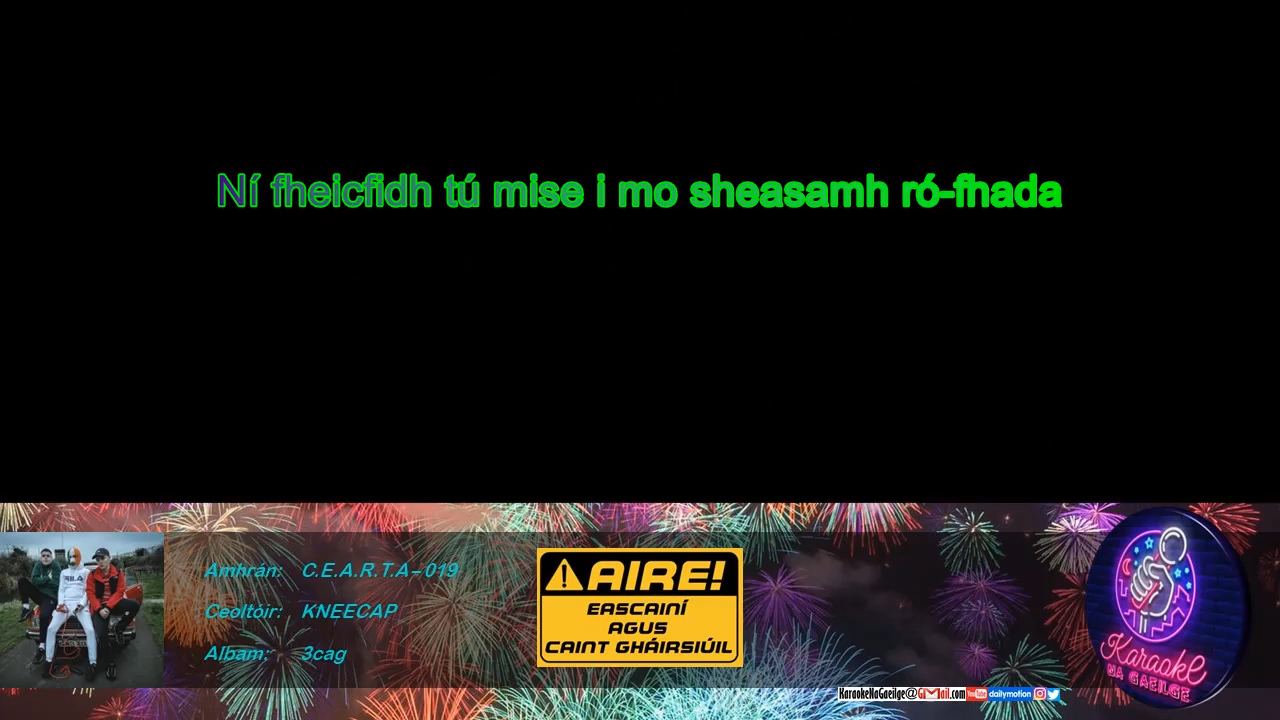 Ní fheicfidh tú mise i mo sheasamh ró-fhada
Amhrán: C.E.A.R.T.A – 019
Ceoltóir: KNEECAP
Albam: 3cag
AIRE!
EASCAINÍ
AGUS
CAINT GHÁIRSIÚIL
KaraokE
NA GAEILGE
KaraokeNaGaeilge@GMail.com YouTube dailymotion